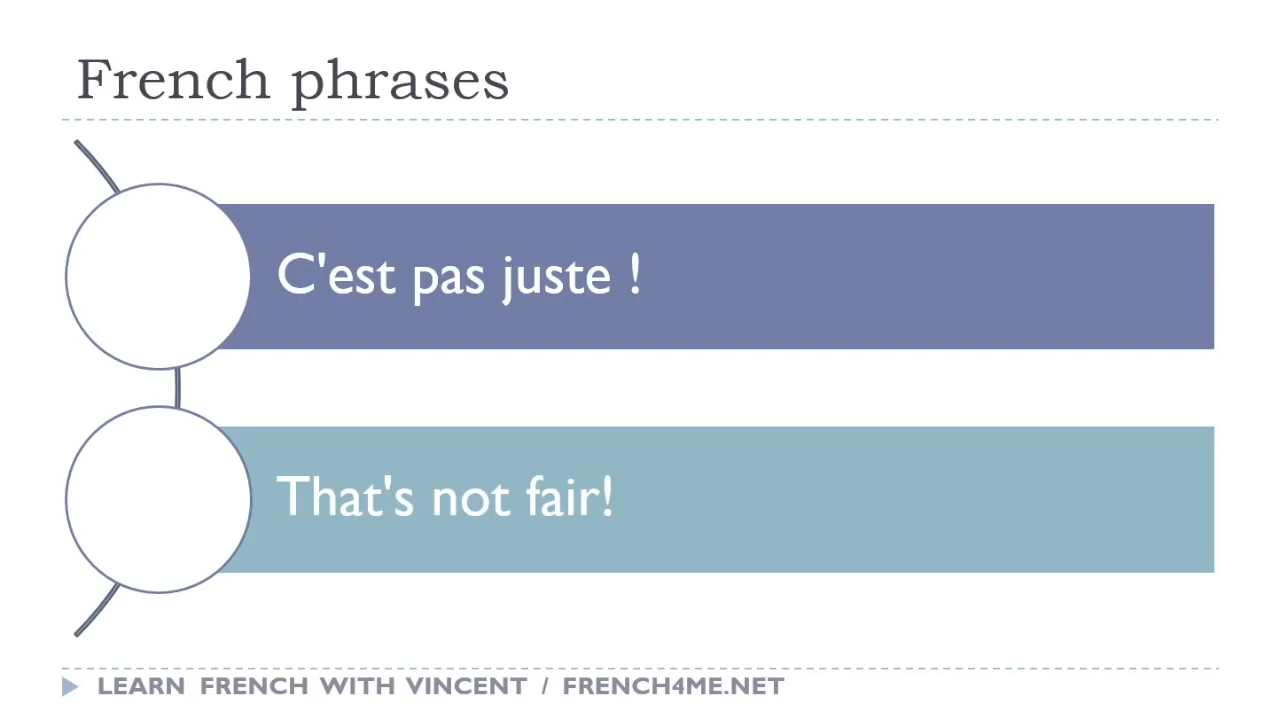 French phrases
C'est pas juste !
That's not fair!
LEARN FRENCH WITH VINCENT / FRENCH4ME.NET